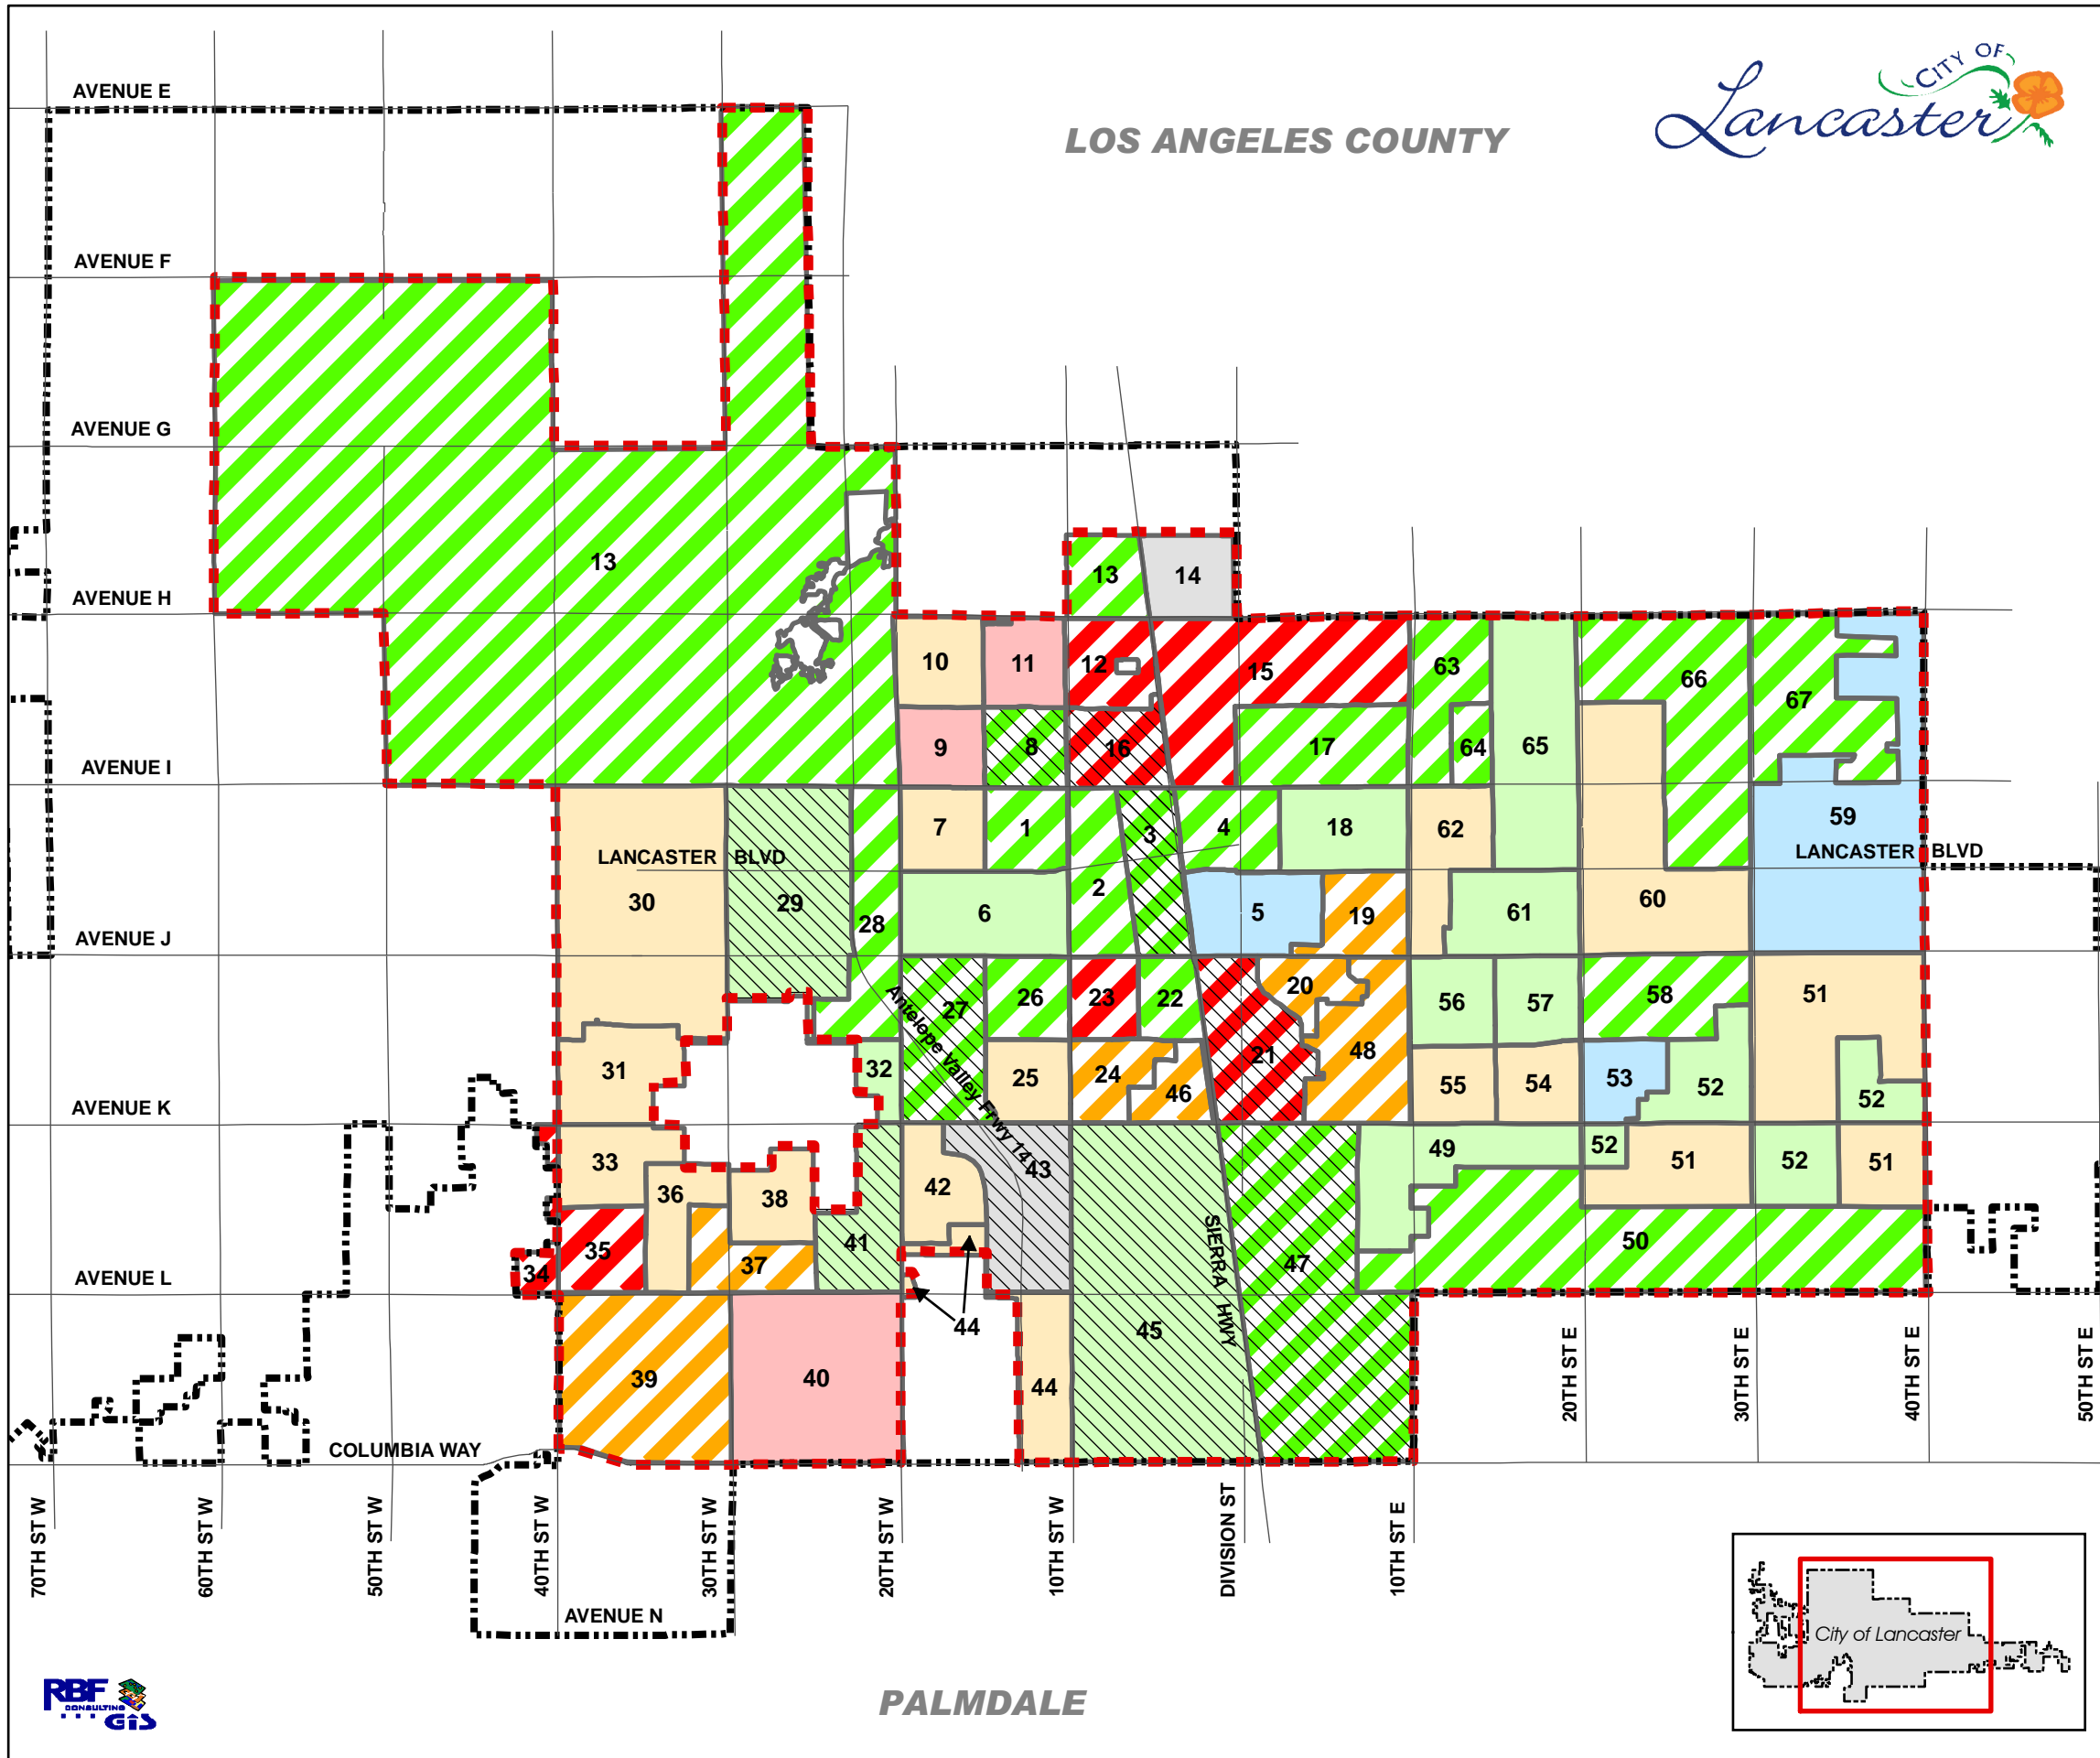 CITY OF
Lancaster
LOS ANGELES COUNTY
AVENUE E
AVENUE F
AVENUE G
AVENUE H
AVENUE I
LANCASTER BLVD
LANCASTER BLVD
AVENUE J
AVENUE K
AVENUE L
COLUMBIA WAY
AVENUE N
13
13
14
10
11
12
15
63
66
67
9
8
16
17
64
65
7
1
3
4
18
62
59
30
29
28
6
2
5
19
61
60
27
26
23
22
20
56
57
58
51
31
32
25
24
46
21
48
55
54
53
52
52
33
36
38
42
43
49
52
51
52
51
35
34
37
41
47
50
44
45
39
40
44
Antelope Valley Frwy 14
SIERRA HWY
70TH ST W
60TH ST W
50TH ST W
40TH ST W
30TH ST W
20TH ST W
10TH ST W
DIVISION ST
10TH ST E
20TH ST E
30TH ST E
40TH ST E
50TH ST E
City of Lancaster
RBF
CONSULTING
GIS
PALMDALE